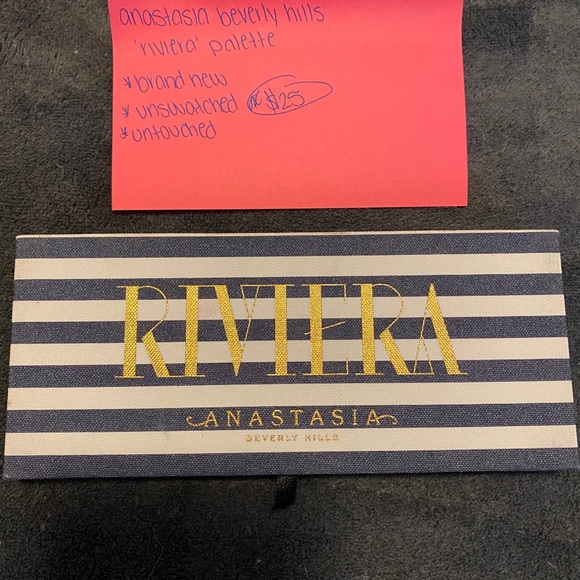 anastasia beverly hills
'riviera' palette
* brand new
* unswatched $25
* untouched
RIVIERA
ANASTASIA
BEVERLY HILLS